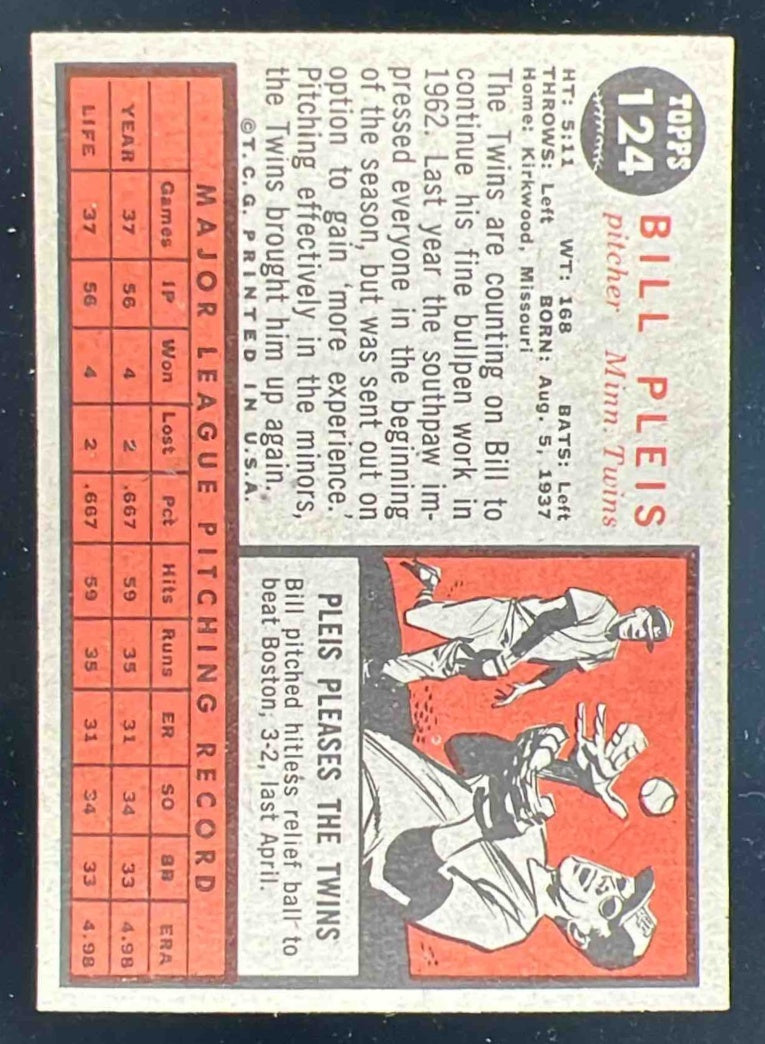 TOPPS
124
BILL PLEIS
pitcher Minn. Twins
HT: 5:11 WT: 168 BATS: Left
THROWS: Left BORN: Aug. 5, 1937
Home: Kirkwood, Missouri
The Twins are counting on Bill to
continue his fine bullpen work in
1962. Last year the southpaw im-
pressed everyone in the beginning
of the season, but was sent out on
option to gain 'more experience.'
Pitching effectively in the minors,
the Twins brought him up again.
©T.C.G. PRINTED IN U.S.A.
PLEIS PLEASES THE TWINS
Bill pitched hitless relief ball to
beat Boston, 3-2, last April.
MAJOR LEAGUE PITCHING RECORD
Games IP Won Lost Pct Hits Runs ER SO BB ERA
YEAR 37 56 4 2 .667 59 35 31 34 33 4.98
LIFE 37 56 4 2 .667 59 35 31 34 33 4.98